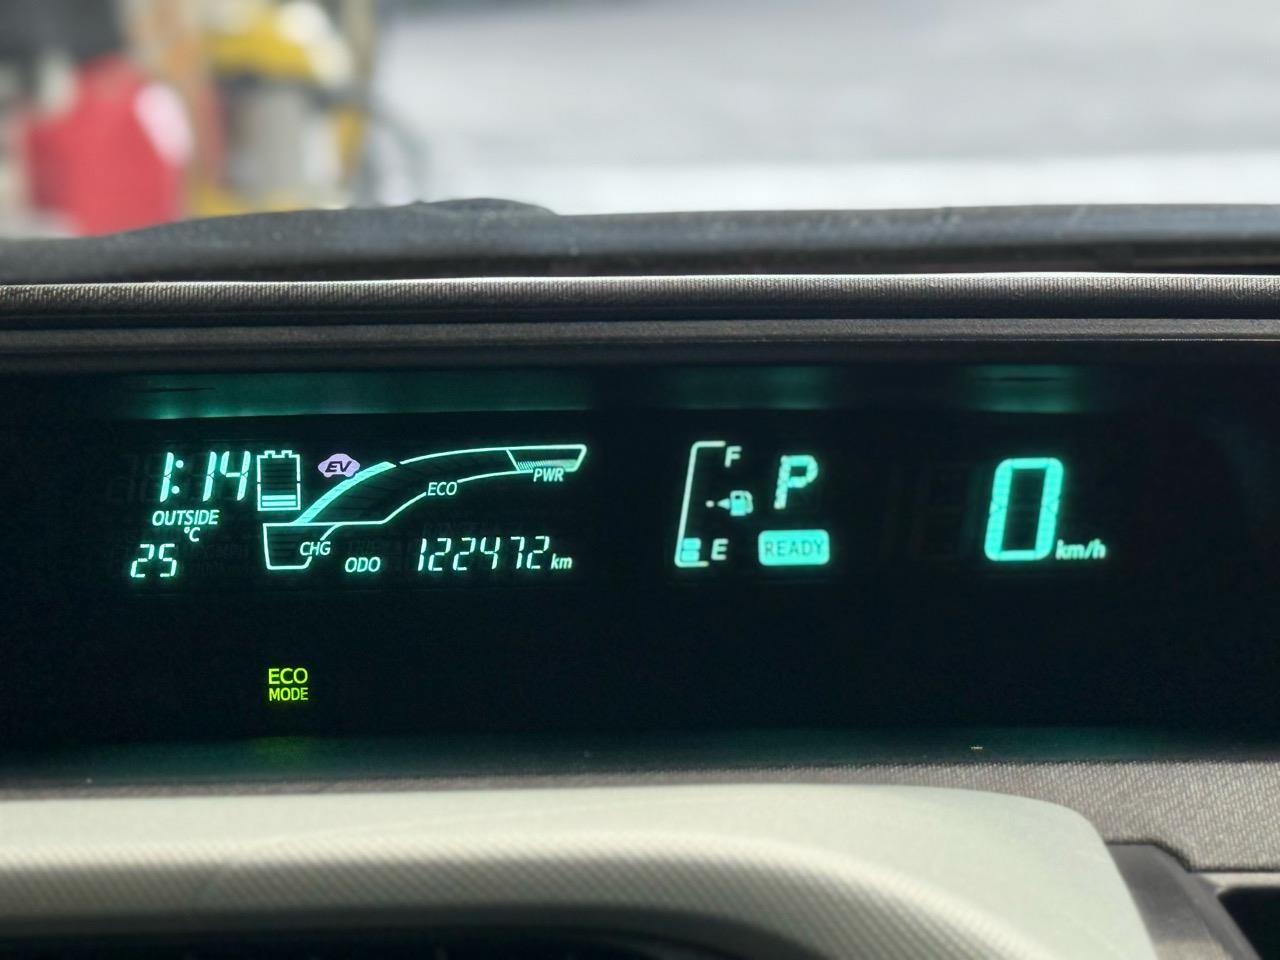 1:14
EV
OUTSIDE
°C
25
CHG
ECO
PWR
ODO 122472 km
F
E
P
READY
0 km/h
ECO
MODE